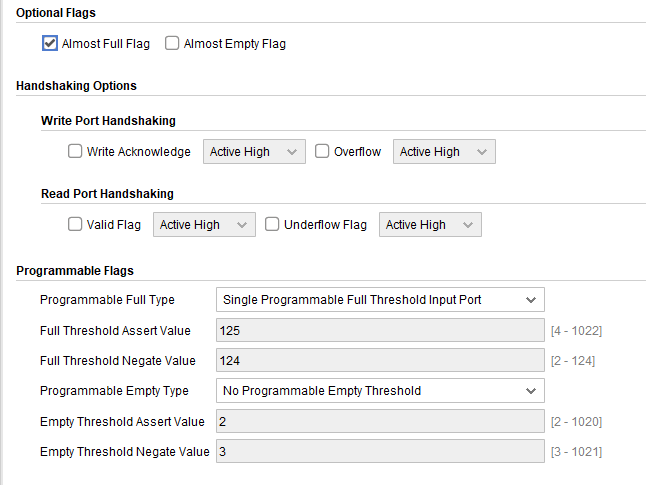 Optional Flags
Almost Full Flag Almost Empty Flag
Handshaking Options
Write Port Handshaking
Write Acknowledge Active High Overflow Active High
Read Port Handshaking
Valid Flag Active High Underflow Flag Active High
Programmable Flags
Programmable Full Type Single Programmable Full Threshold Input Port
Full Threshold Assert Value 125 [4 - 1022]
Full Threshold Negate Value 124 [2 - 124]
Programmable Empty Type No Programmable Empty Threshold
Empty Threshold Assert Value 2 [2 - 1020]
Empty Threshold Negate Value 3 [3 - 1021]